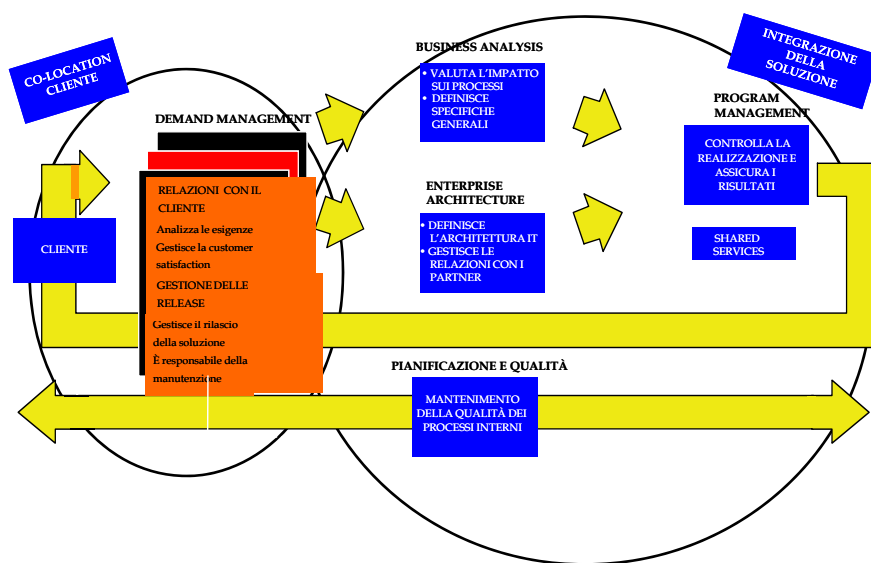 CO-LOCATION
CLIENTE
DEMAND MANAGEMENT
RELAZIONI CON IL
CLIENTE
Analizza le esigenze
Gestisce la customer
satisfaction
GESTIONE DELLE
RELEASE
Gestisce il rilascio
della soluzione
È responsabile della
manutenzione
CLIENTE
BUSINESS ANALYSIS
• VALUTA L'IMPATTO
SUI PROCESSI
• DEFINISCE
SPECIFICHE
GENERALI
ENTERPRISE
ARCHITECTURE
• DEFINISCE
L'ARCHITETTURA IT
• GESTISCE LE
RELAZIONI CON I
PARTNER
INTEGRAZIONE
DELLA
SOLUZIONE
PROGRAM
MANAGEMENT
CONTROLLA LA
REALIZZAZIONE E
ASSICURA I
RISULTATI
SHARED
SERVICES
PIANIFICAZIONE E QUALITÀ
MANTENIMENTO
DELLA QUALITÀ DEI
PROCESSI INTERNI